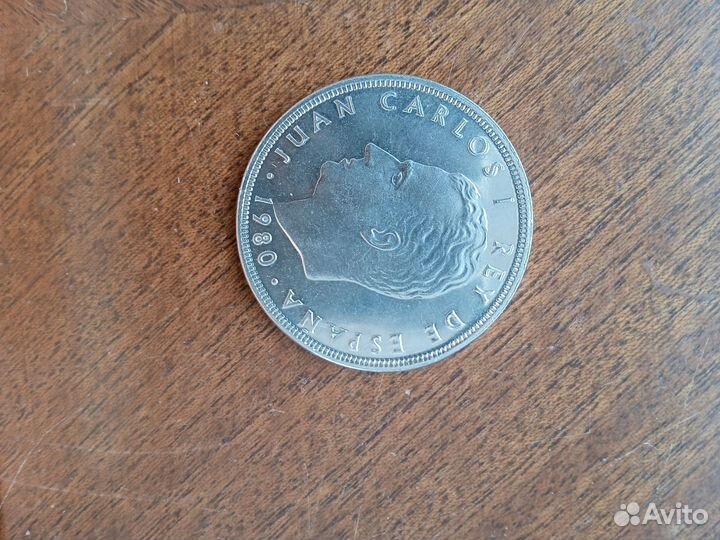 JUAN CARLOS I REY DE ESPAÑA · 1980 ·
Avito